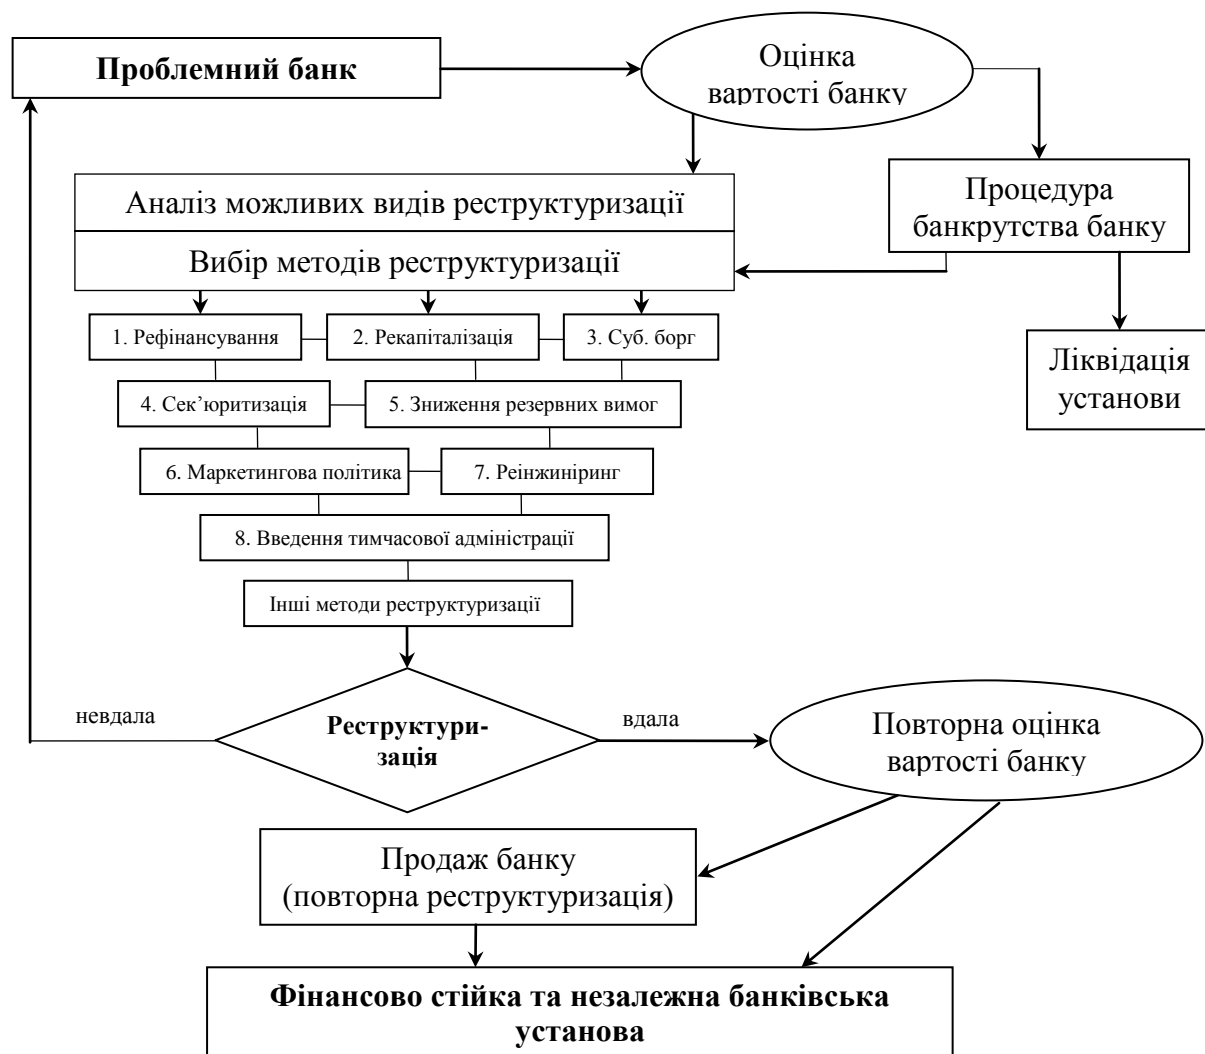 Проблемний банк
Оцінка
вартості банку
Аналіз можливих видів реструктуризації
Процедура
банкрутства банку
Вибір методів реструктуризації
1. Рефінансування
2. Рекапіталізація
3. Суб. борг
Ліквідація
установи
4. Сек’юритизація
5. Зниження резервних вимог
6. Маркетингова політика
7. Реінжиніринг
8. Введення тимчасової адміністрації
Інші методи реструктуризації
невдала
Реструктури-
зація
вдала
Повторна оцінка
вартості банку
Продаж банку
(повторна реструктуризація)
Фінансово стійка та незалежна банківська
установа